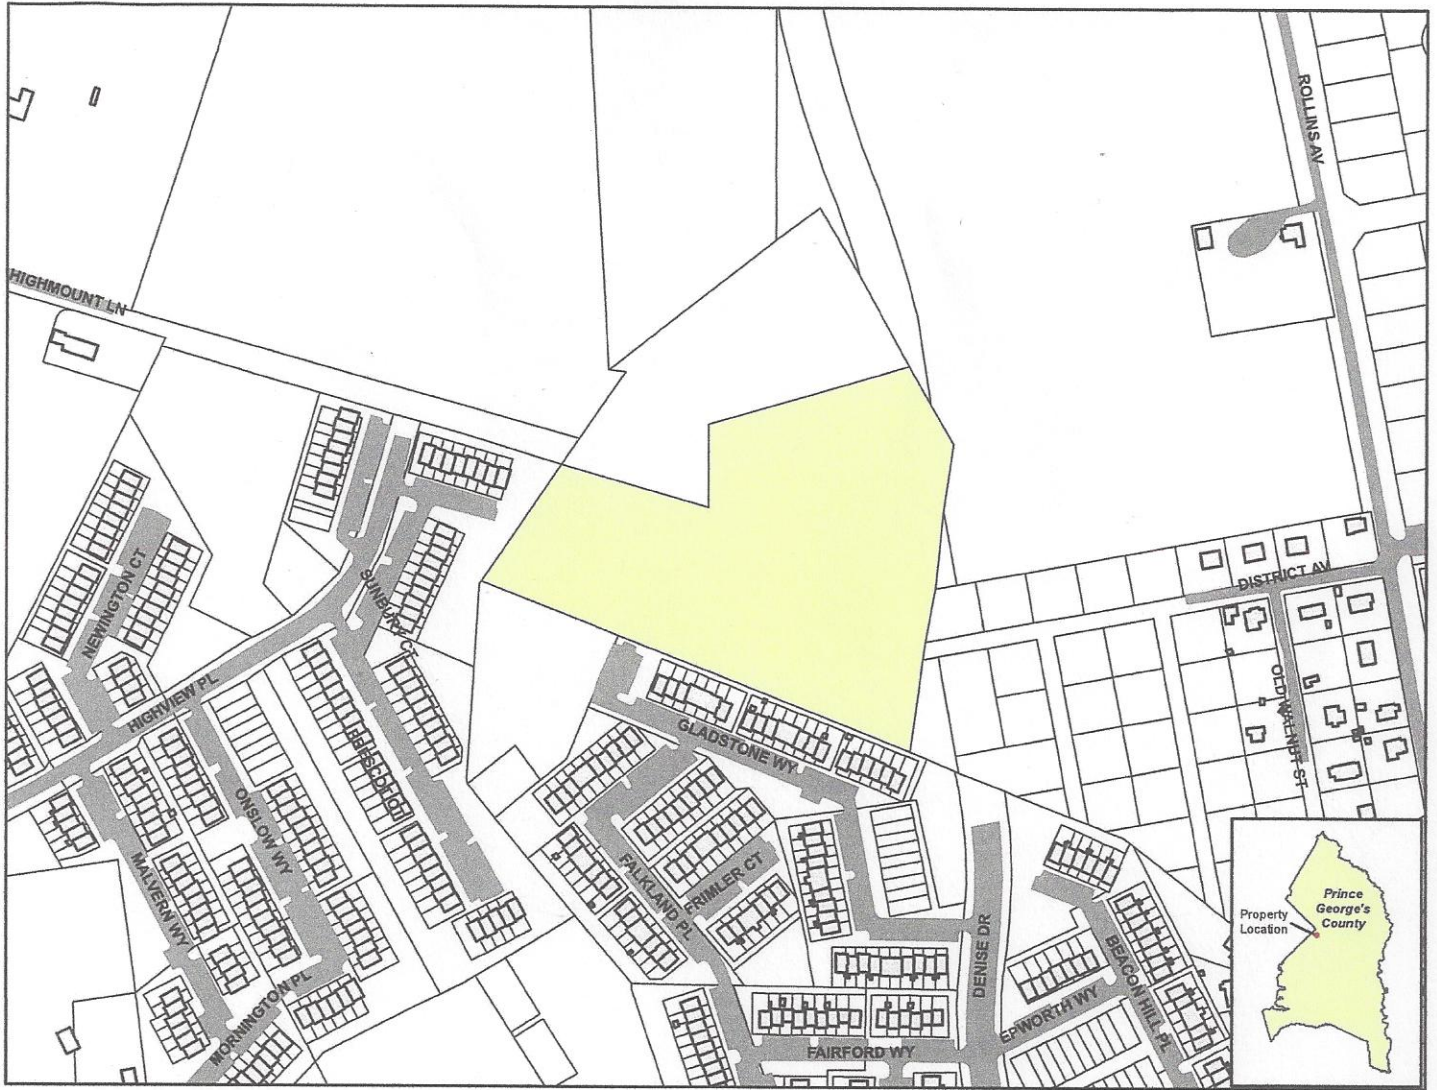 ROLLINS AV
HIGHMOUNT LN
DISTRICT AV
NEWINGTON CT
SUNBURY CT
OLD WALNUT ST
HIGHVIEW PL
GLADSTONE WY
ONSLOW WY
MALVERN WY
FALKLAND PL
FRIMLER CT
DENISE DR
BEACON HILL PL
EPWORTH WY
MORNINGTON PL
FAIRFORD WY
Prince
George's
County
Property
Location